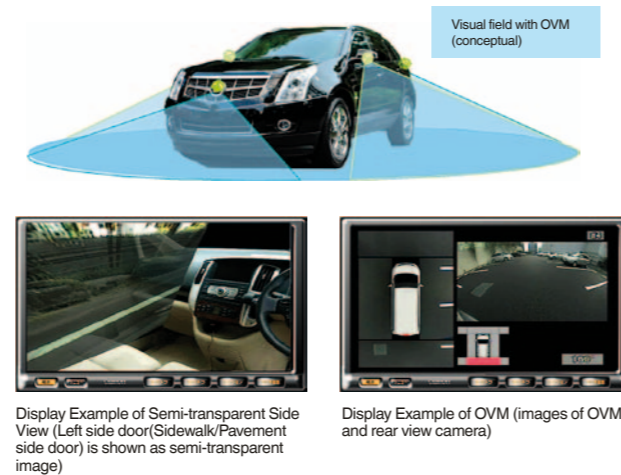 Visual field with OVM
(conceptual)
Display Example of Semi-transparent Side
View (Left side door(Sidewalk/Pavement
side door) is shown as semi-transparent
image)
Display Example of OVM (images of OVM
and rear view camera)